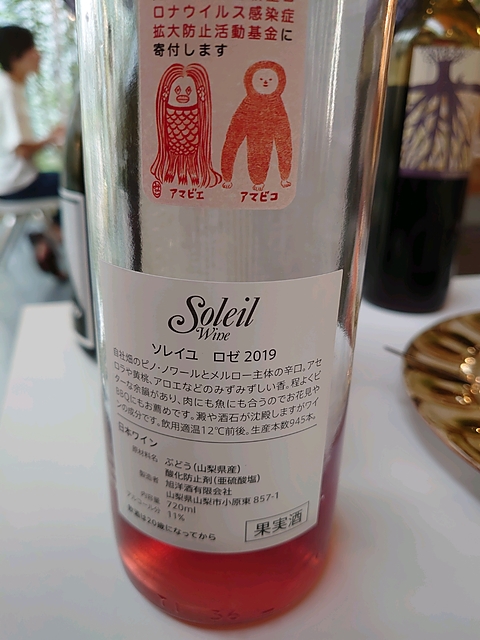 ロナウイルス感染症
拡大防止活動基金に
寄付します
アマビエ
アマビコ
Soleil
Wine
ソレイユ ロゼ 2019
自社畑のピノ・ノワールとメルロー主体の辛口。アセ
ロラや黄桃、アロエなどのみずみずしい香。程よくビ
ターな余韻があり、肉にも魚にも合うのでお花見や
BBQにもお薦めです。澱や酒石が沈殿しますがワイ
ンの成分です。飲用適温12℃前後。生産本数945本。
日本ワイン
原材料名 ぶどう(山梨県産)
酸化防止剤(亜硫酸塩)
製造者 旭洋酒有限会社
山梨県山梨市小原東 857-1
内容量 720ml
アルコール分 11%
お酒は20歳になってから
果実酒